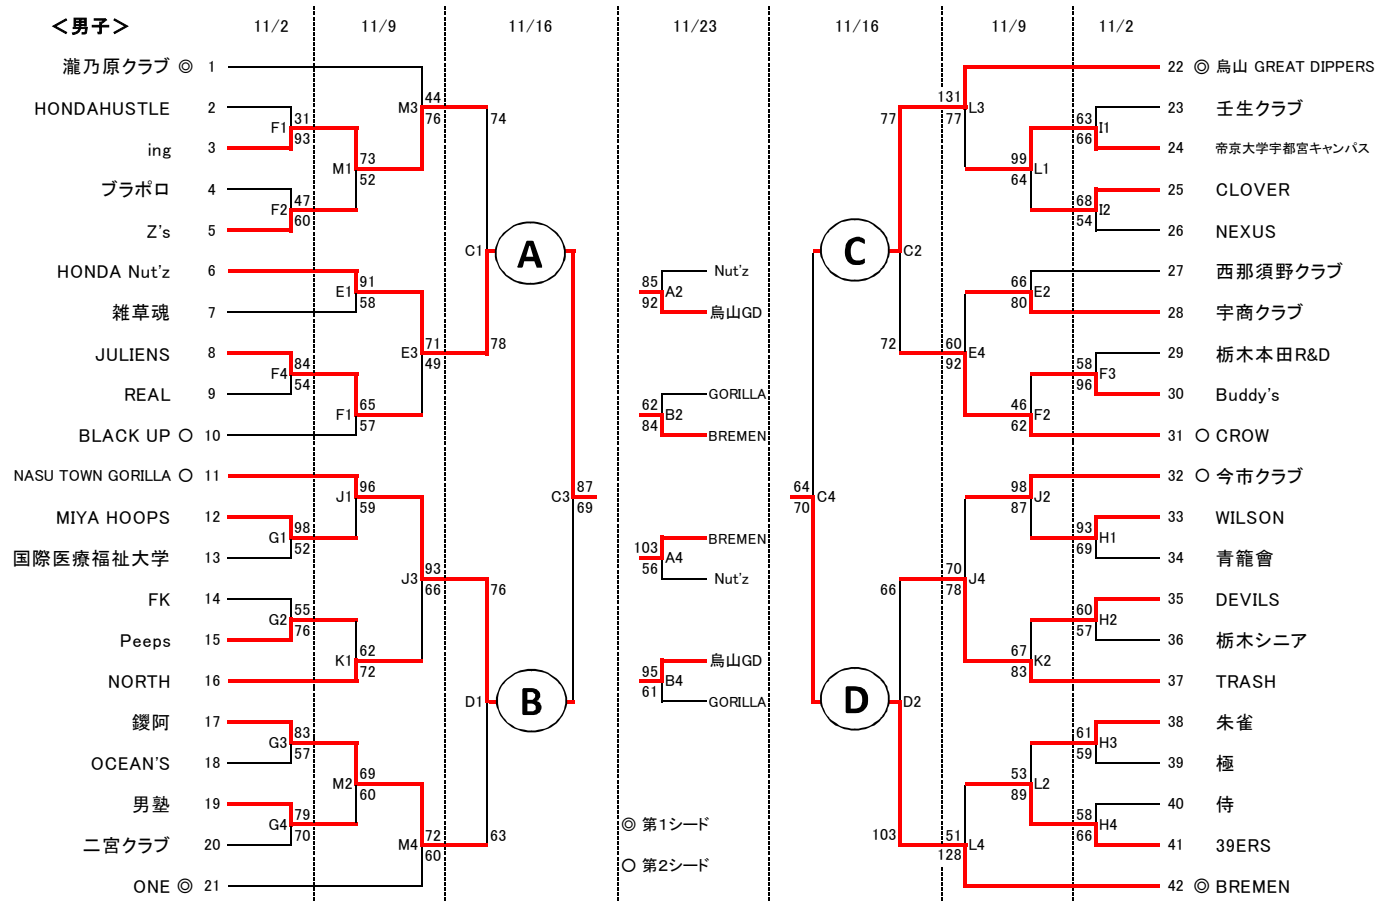 ＜男子＞ 11/2 11/9 11/16 11/23 11/16 11/9 11/2
瀧乃原クラブ ◎ 1
HONDAHUSTLE 2
ing 3
ブラポロ 4
Z's 5
HONDA Nut'z 6
雑草魂 7
JULIENS 8
REAL 9
BLACK UP ○ 10
NASU TOWN GORILLA ○ 11
MIYA HOOPS 12
国際医療福祉大学 13
FK 14
Peeps 15
NORTH 16
鑁阿 17
OCEAN'S 18
男塾 19
二宮クラブ 20
ONE ◎ 21
F1 31 93
F2 47 60
F4 84 54
G1 98 52
G2 55 76
G3 83 57
G4 79 70
M1 73 52
E1 91 58
F1 65 57
J1 96 59
K1 62 72
M2 69 60
M3 44 76
E3 71 49
J3 93 66
M4 72 60
C1 74 78
D1 76 63
A
B
C3 87 69
85 92 A2 Nut'z 烏山GD
62 84 B2 GORILLA BREMEN
103 56 A4 BREMEN Nut'z
95 61 B4 烏山GD GORILLA
◎ 第1シード
○ 第2シード
64 70 C4
C
D
77 72 C2
66 103 D2
131 77 L3
60 92 E4
70 78 J4
51 128 L4
99 64 L1
66 80 E2
46 62 F2
98 87 J2
67 83 K2
53 89 L2
63 66 I1
68 54 I2
58 96 F3
93 69 H1
60 57 H2
61 59 H3
58 66 H4
22 ◎ 烏山 GREAT DIPPERS
23 壬生クラブ
24 帝京大学宇都宮キャンパス
25 CLOVER
26 NEXUS
27 西那須野クラブ
28 宇商クラブ
29 栃木本田R&D
30 Buddy's
31 ○ CROW
32 ○ 今市クラブ
33 WILSON
34 青龍會
35 DEVILS
36 栃木シニア
37 TRASH
38 朱雀
39 極
40 侍
41 39ERS
42 ◎ BREMEN